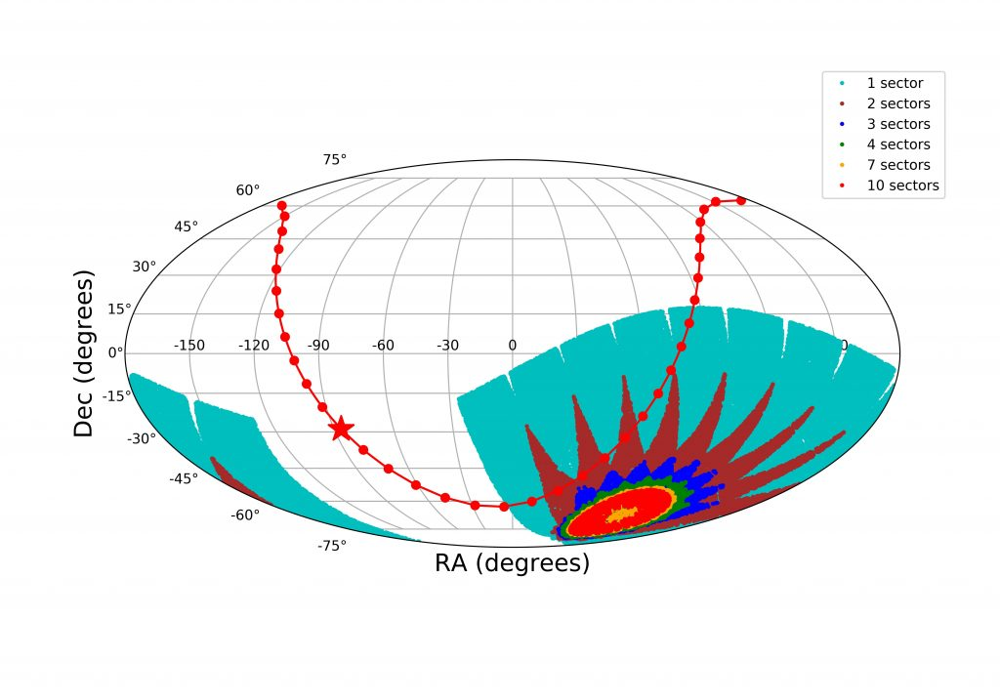 1 sector
2 sectors
3 sectors
4 sectors
7 sectors
10 sectors
75°
60°
45°
30°
15°
0°
-15°
-30°
-45°
-60°
-75°
-150 -120 -90 -60 -30 0 0
Dec (degrees)
RA (degrees)